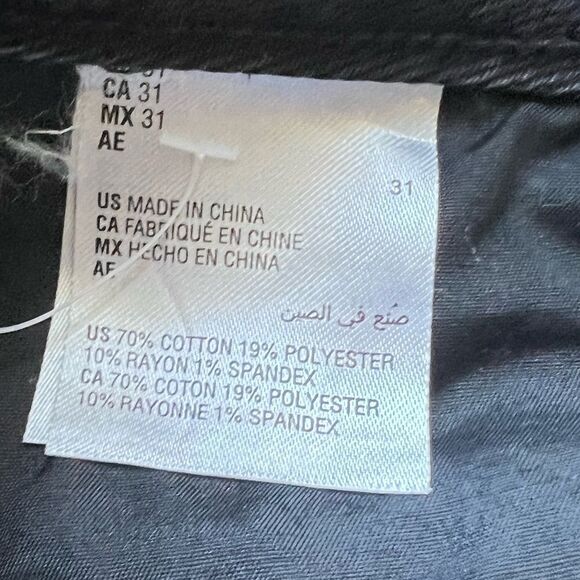 CA 31
MX 31
AE
31
US MADE IN CHINA
CA FABRIQUÉ EN CHINE
MX HECHO EN CHINA
AE
صُنع في الصين
US 70% COTTON 19% POLYESTER
10% RAYON 1% SPANDEX
CA 70% COTON 19% POLYESTER
10% RAYONNE 1% SPANDEX